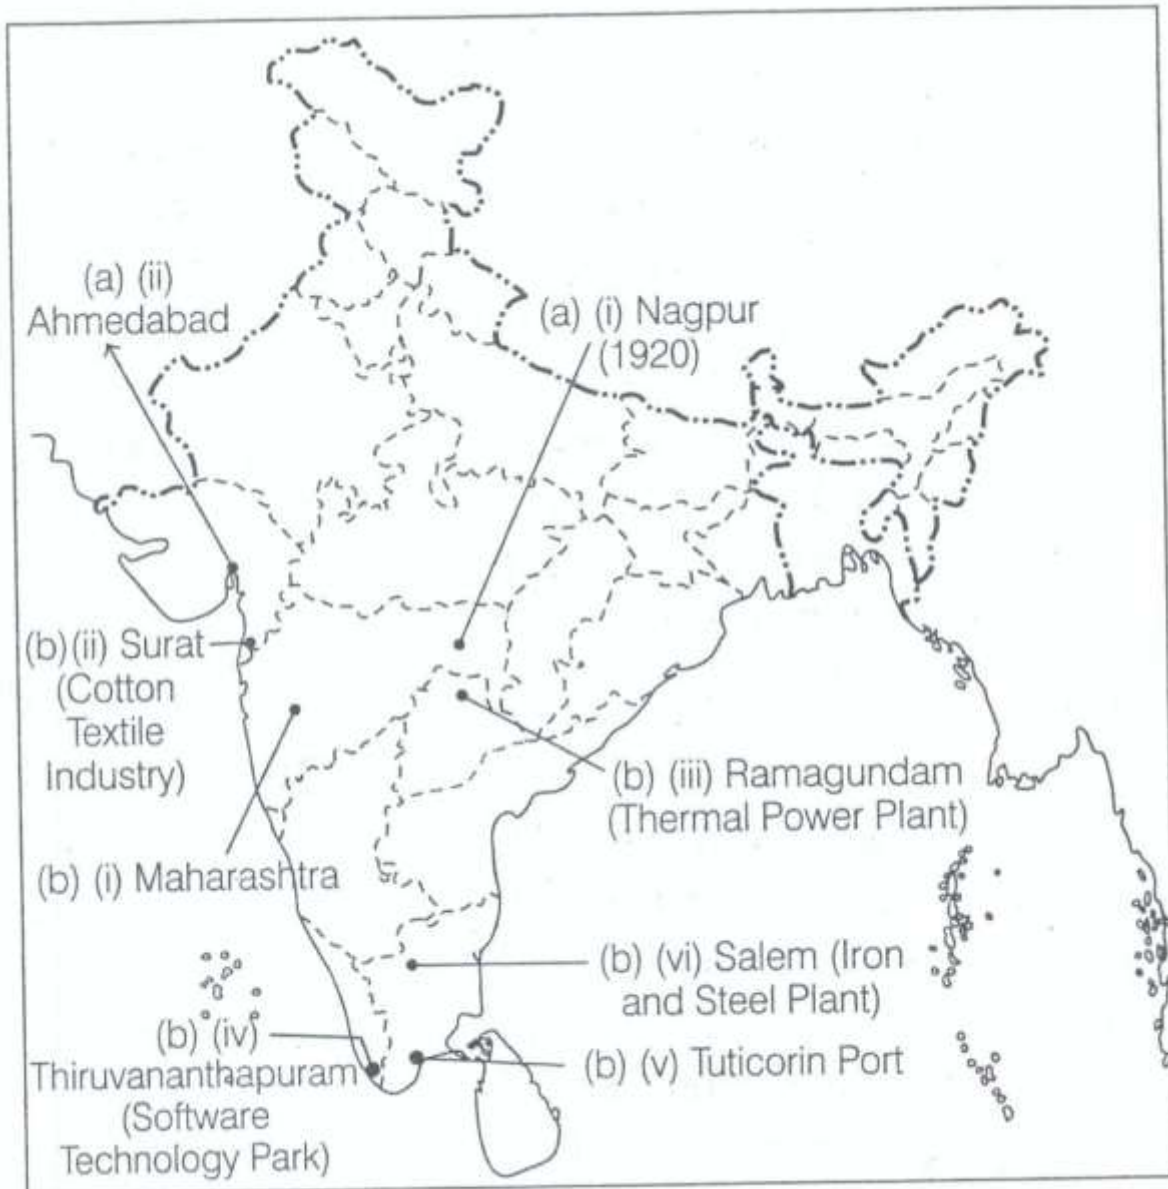 (a) (ii)
Ahmedabad
(a) (i) Nagpur
(1920)
(b)(ii) Surat
(Cotton
Textile
Industry)
(b) (iii) Ramagundam
(Thermal Power Plant)
(b) (i) Maharashtra
(b) (vi) Salem (Iron
and Steel Plant)
(b) (iv)
Thiruvananthapuram
(Software
Technology Park)
(b) (v) Tuticorin Port